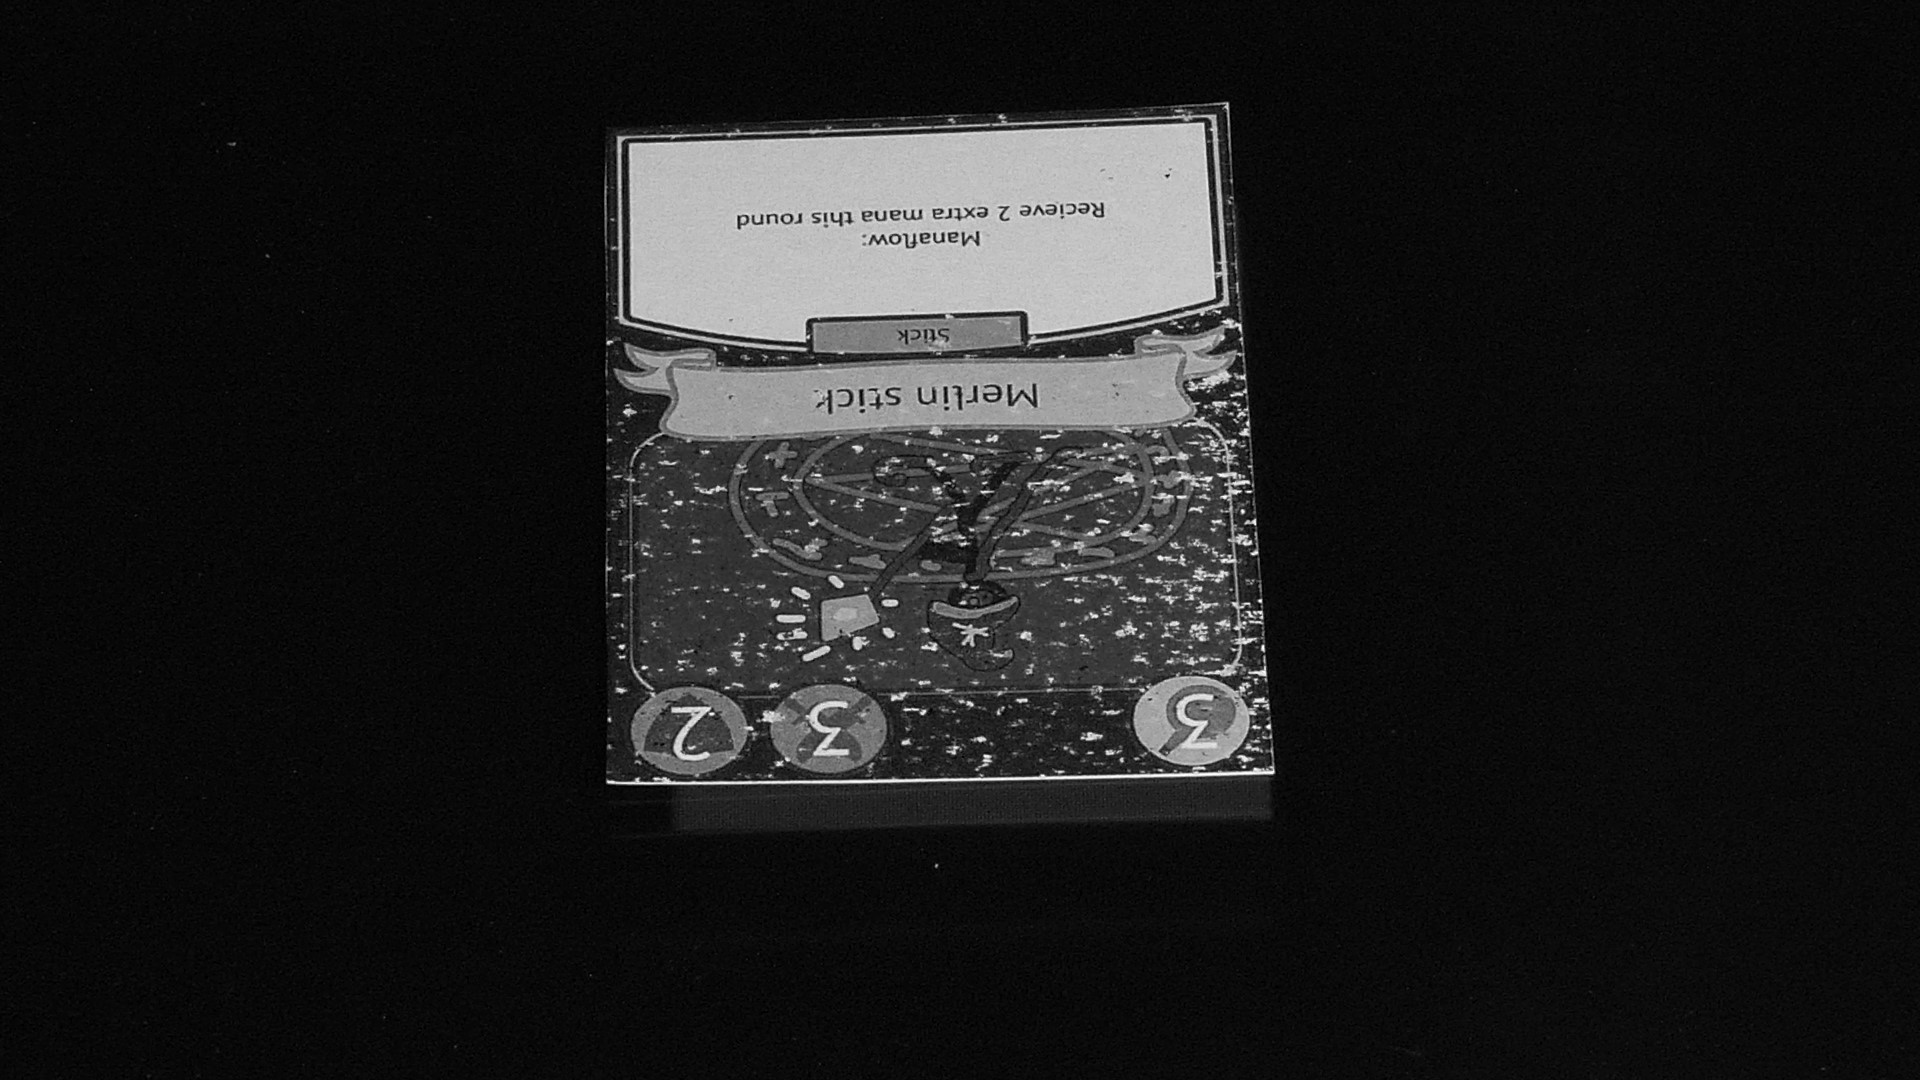 3 3 2
Merlin stick
Stick
Manaflow:
Recieve 2 extra mana this round